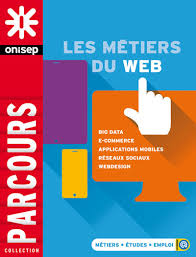 onisep
LES MÉTIERS
DU WEB
BIG DATA
E-COMMERCE
APPLICATIONS MOBILES
RÉSEAUX SOCIAUX
WEBDESIGN
COLLECTION
PARCOURS
MÉTIERS • ÉTUDES • EMPLOI